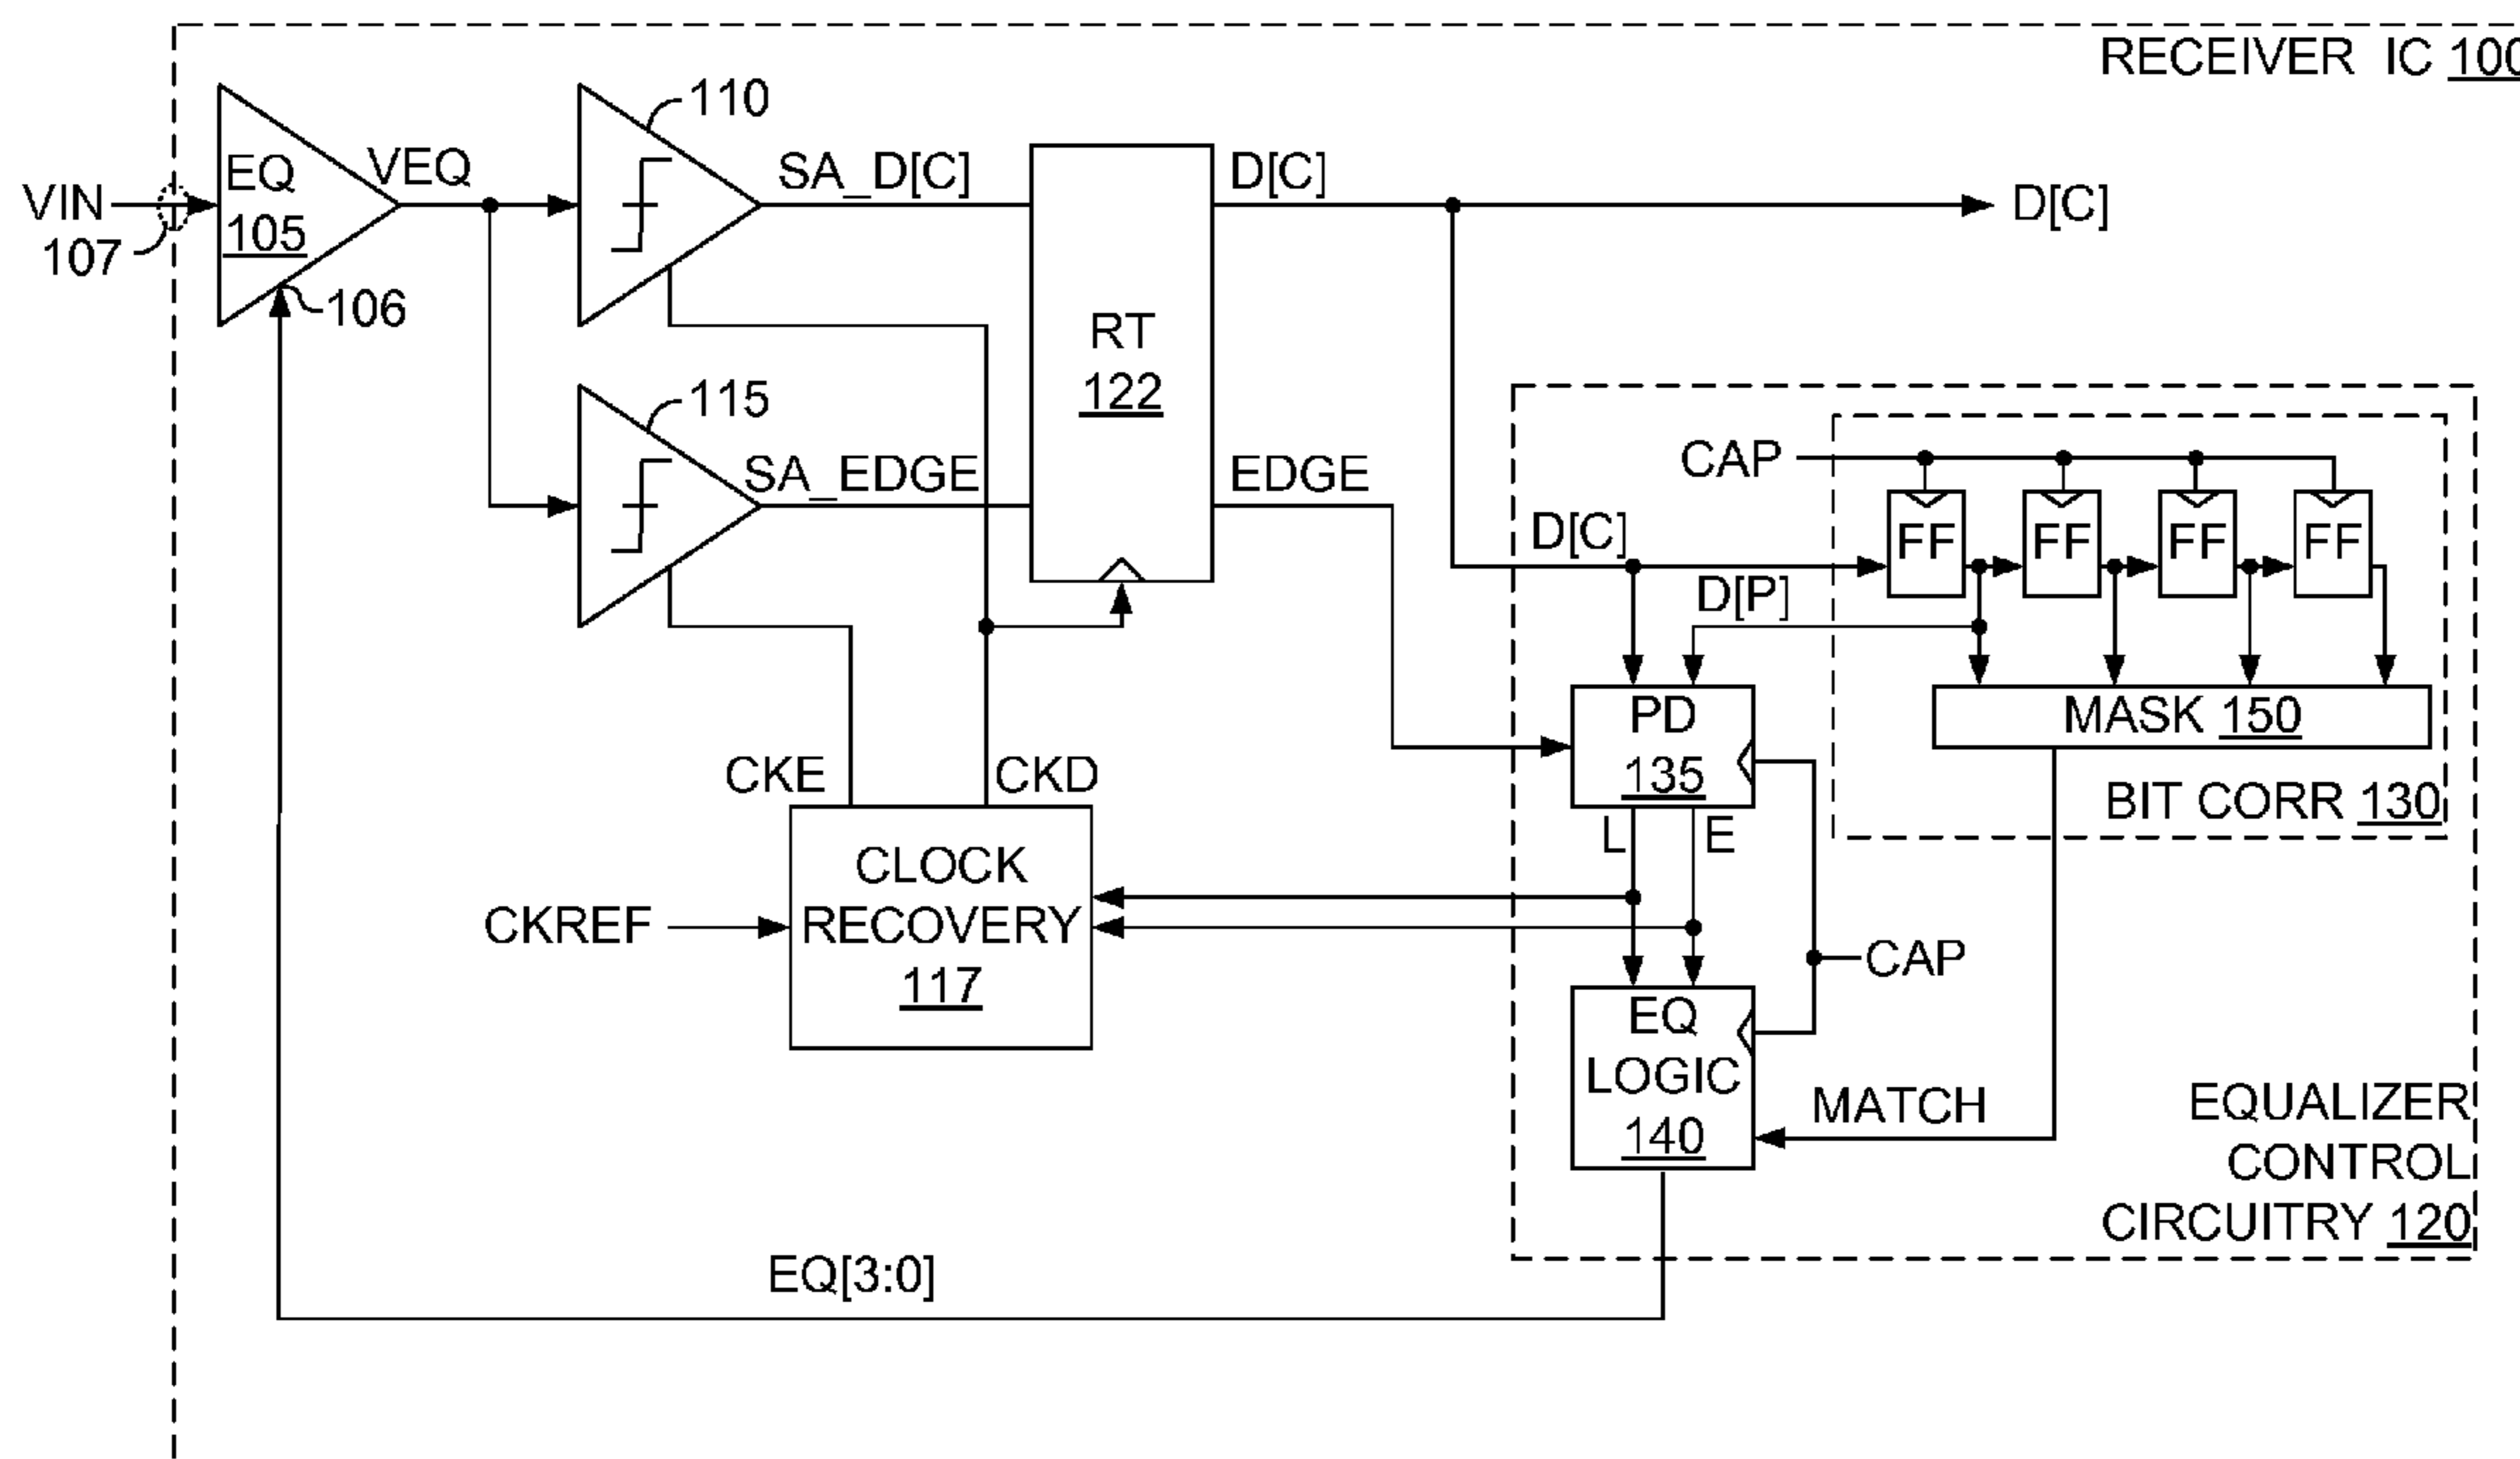 RECEIVER IC 100
110
VIN
107
EQ
105
106
VEQ
SA_D[C]
D[C]
D[C]
RT
122
115
SA_EDGE
EDGE
CAP
FF
FF
FF
FF
D[C]
D[P]
PD
135
MASK 150
BIT CORR 130
L
E
CKE
CKD
CLOCK
RECOVERY
117
CKREF
CAP
EQ
LOGIC
140
MATCH
EQUALIZER
CONTROL
CIRCUITRY 120
EQ[3:0]